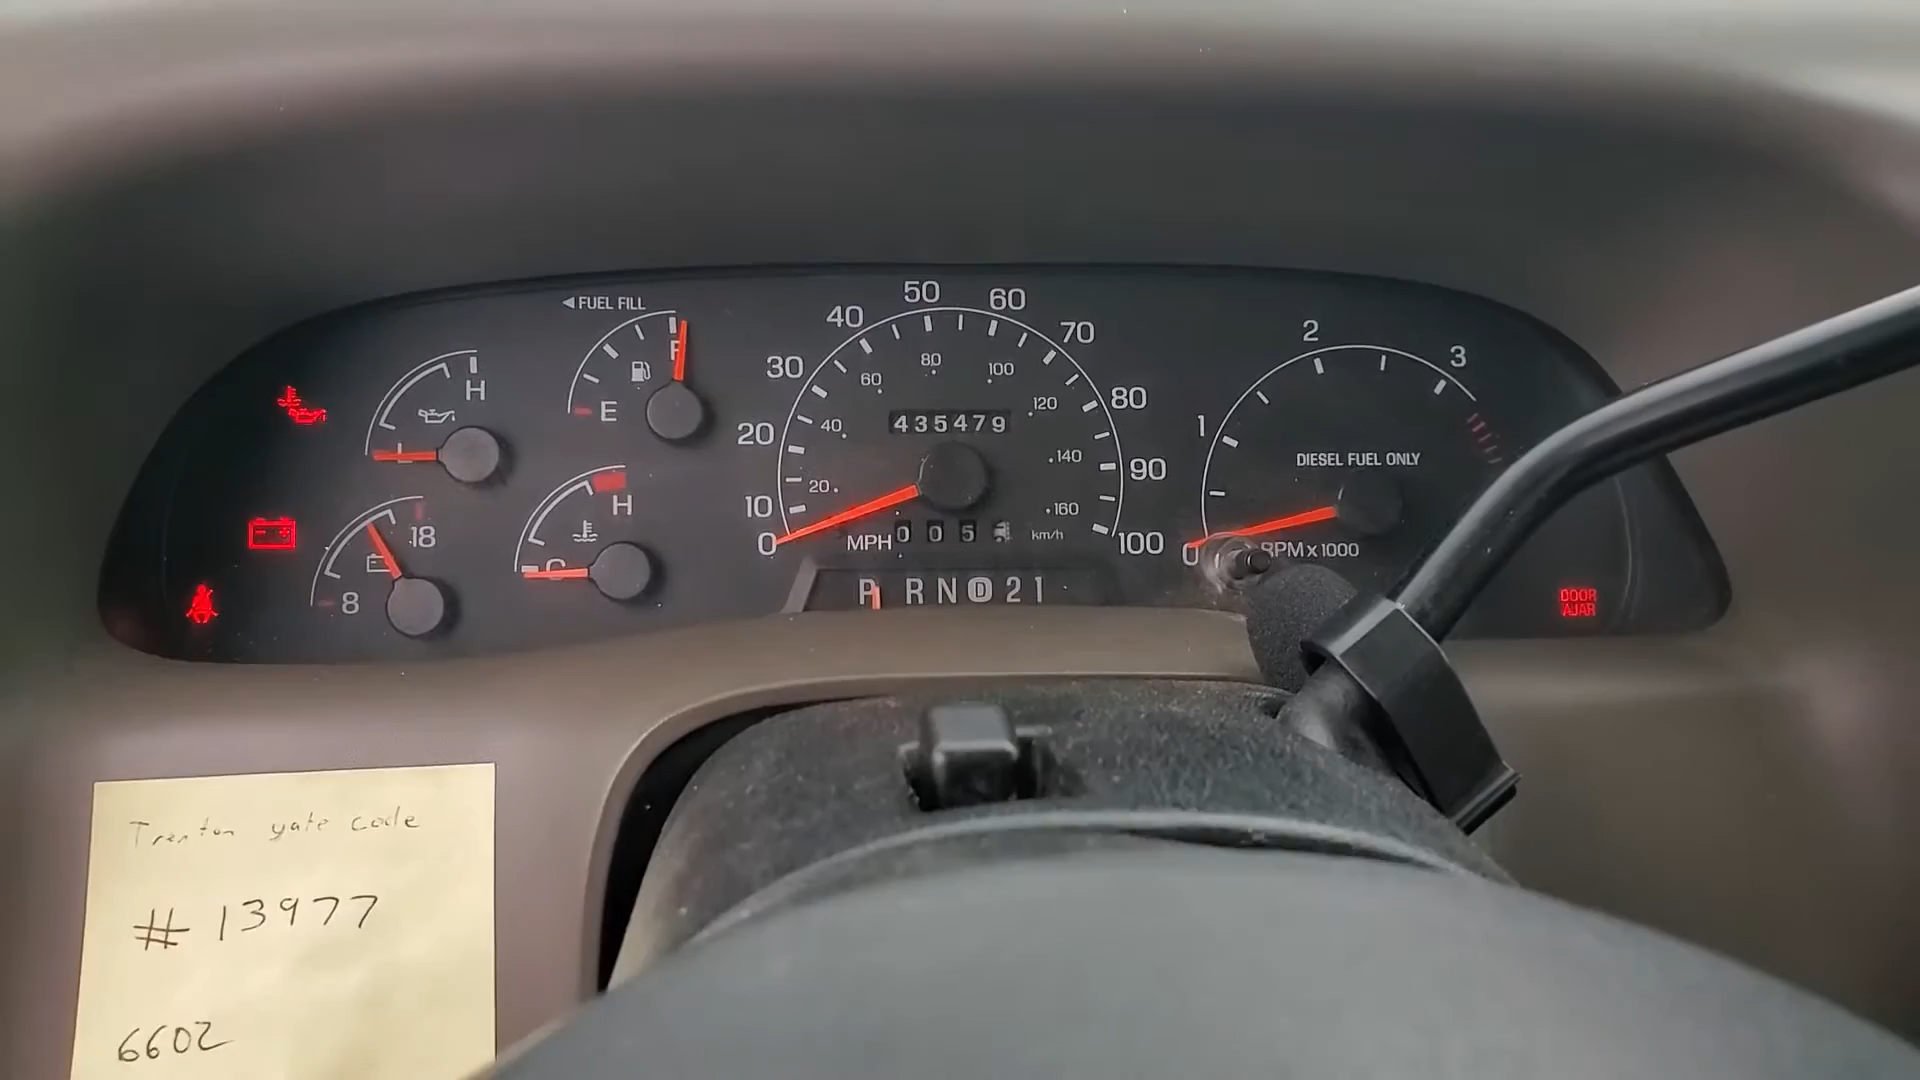 ◄ FUEL FILL
F
E
H
L
18
8
H
C
0
10
20
30
40
50
60
70
80
90
100
20
40
60
80
100
120
140
160
435479
MPH
005
km/h
P R N D 2 1
0
1
2
3
DIESEL FUEL ONLY
RPM x 1000
DOOR
AJAR
Trenton gate code
# 13977
6602